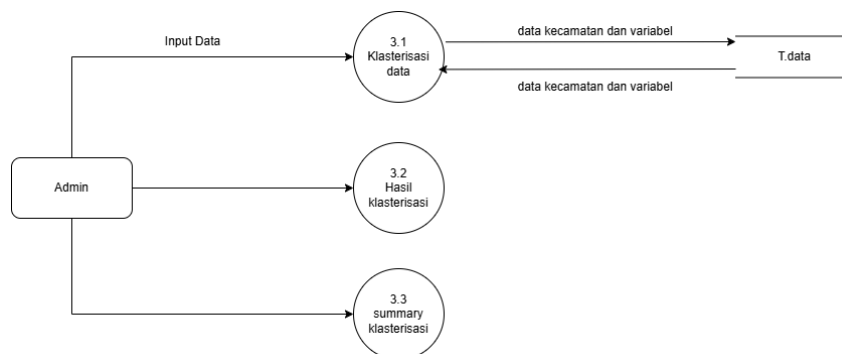 Input Data
3.1
Klasterisasi
data
data kecamatan dan variabel
T.data
data kecamatan dan variabel
Admin
3.2
Hasil
klasterisasi
3.3
summary
klasterisasi